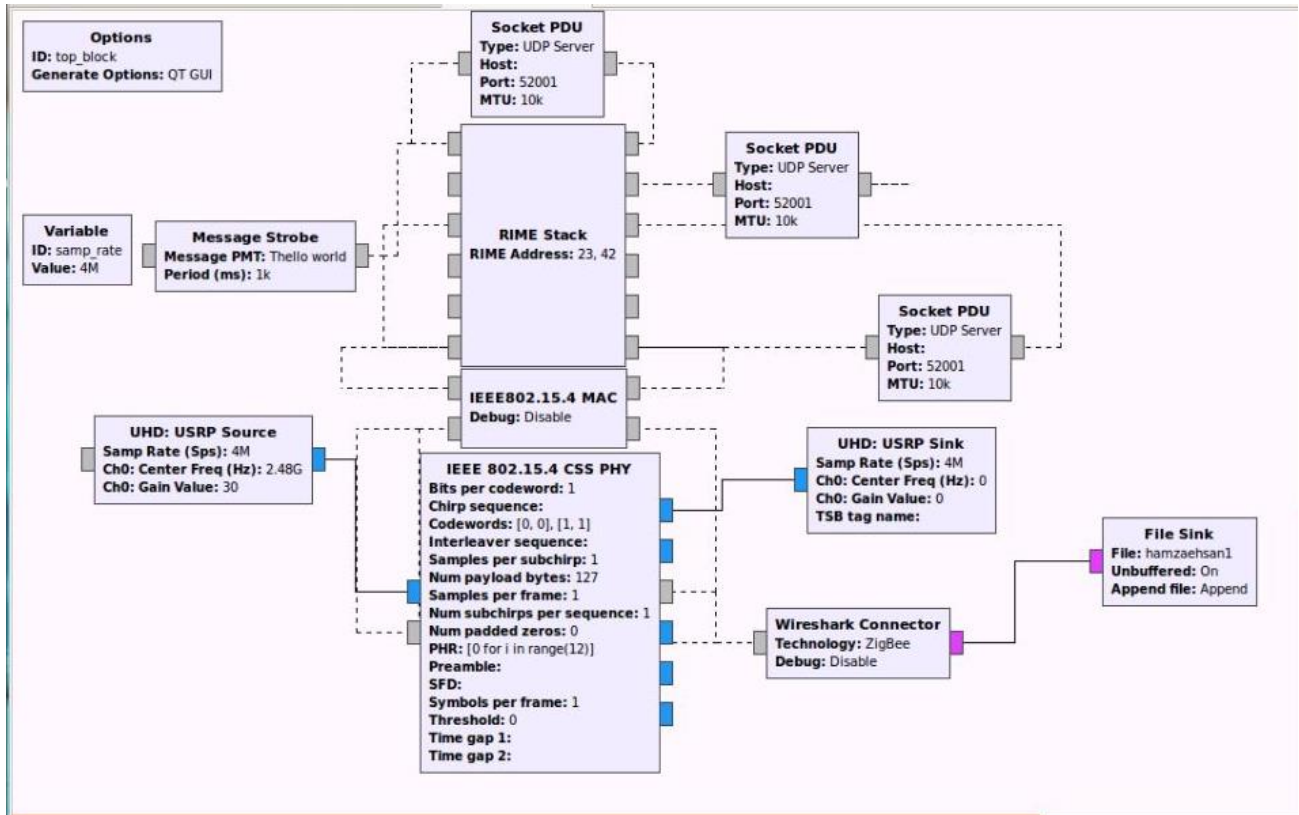 Options
ID: top_block
Generate Options: QT GUI
Socket PDU
Type: UDP Server
Host:
Port: 52001
MTU: 10k
Socket PDU
Type: UDP Server
Host:
Port: 52001
MTU: 10k
Variable
ID: samp_rate
Value: 4M
Message Strobe
Message PMT: Thello world
Period (ms): 1k
RIME Stack
RIME Address: 23, 42
Socket PDU
Type: UDP Server
Host:
Port: 52001
MTU: 10k
IEEE802.15.4 MAC
Debug: Disable
UHD: USRP Source
Samp Rate (Sps): 4M
Ch0: Center Freq (Hz): 2.48G
Ch0: Gain Value: 30
UHD: USRP Sink
Samp Rate (Sps): 4M
Ch0: Center Freq (Hz): 0
Ch0: Gain Value: 0
TSB tag name:
IEEE 802.15.4 CSS PHY
Bits per codeword: 1
Chirp sequence:
Codewords: [0, 0], [1, 1]
Interleaver sequence:
Samples per subchirp: 1
Num payload bytes: 127
Samples per frame: 1
Num subchirps per sequence: 1
Num padded zeros: 0
PHR: [0 for i in range(12)]
Preamble:
SFD:
Symbols per frame: 1
Threshold: 0
Time gap 1:
Time gap 2:
File Sink
File: hamzaehsan1
Unbuffered: On
Append file: Append
Wireshark Connector
Technology: ZigBee
Debug: Disable